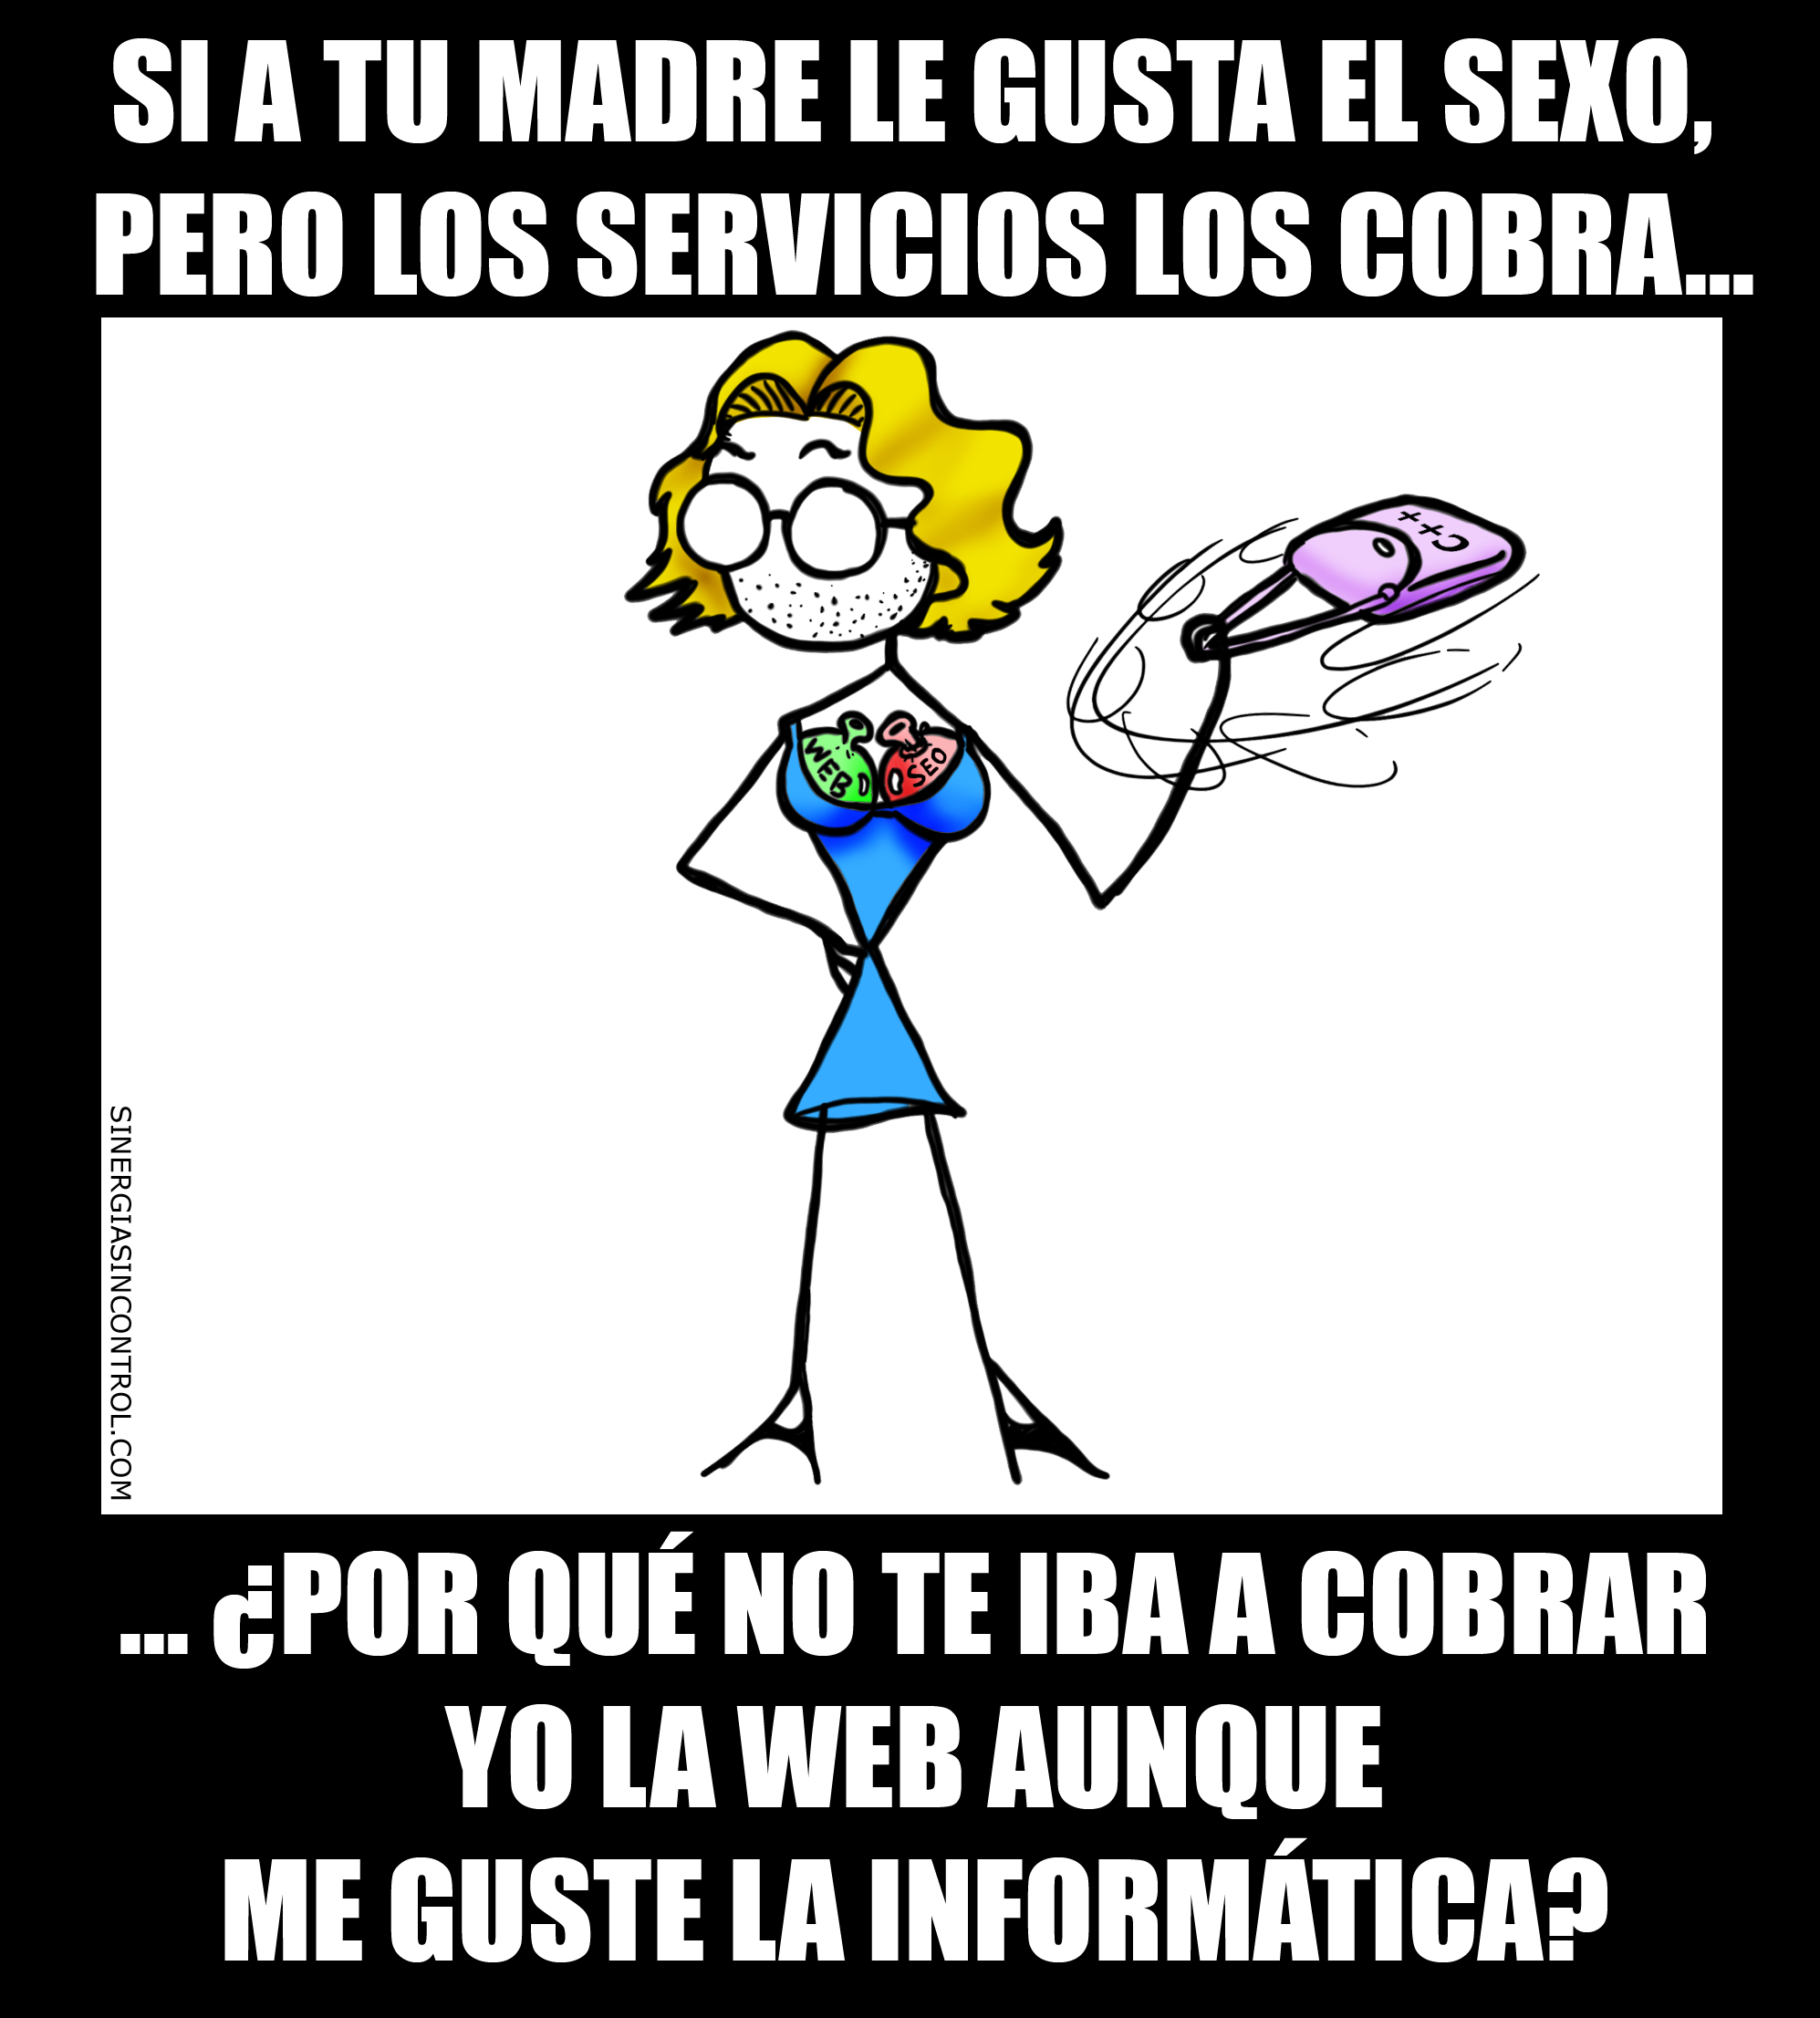 SI A TU MADRE LE GUSTA EL SEXO,
PERO LOS SERVICIOS LOS COBRA...
C++
WEB
SEO
SINERGIASINCONTROL.COM
... ¿POR QUÉ NO TE IBA A COBRAR
YO LA WEB AUNQUE
ME GUSTE LA INFORMÁTICA?